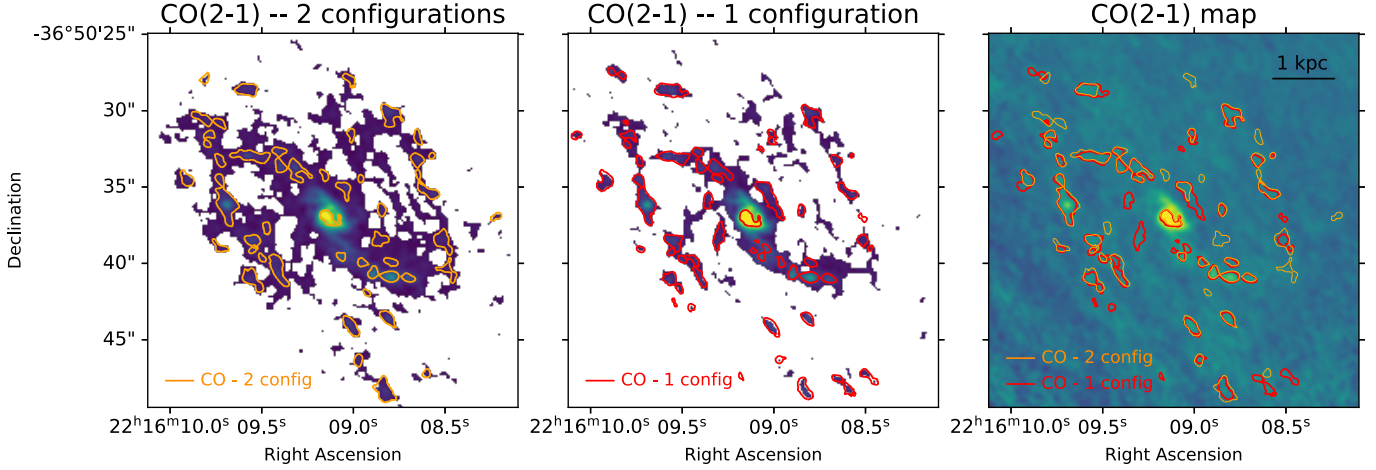 CO(2-1) -- 2 configurations
CO(2-1) -- 1 configuration
CO(2-1) map
-36°50'25"
30"
35"
40"
45"
Declination
1 kpc
CO - 2 config
CO - 1 config
CO - 2 config
CO - 1 config
22ʰ16ᵐ10.0ˢ 09.5ˢ 09.0ˢ 08.5ˢ
22ʰ16ᵐ10.0ˢ 09.5ˢ 09.0ˢ 08.5ˢ
22ʰ16ᵐ10.0ˢ 09.5ˢ 09.0ˢ 08.5ˢ
Right Ascension
Right Ascension
Right Ascension